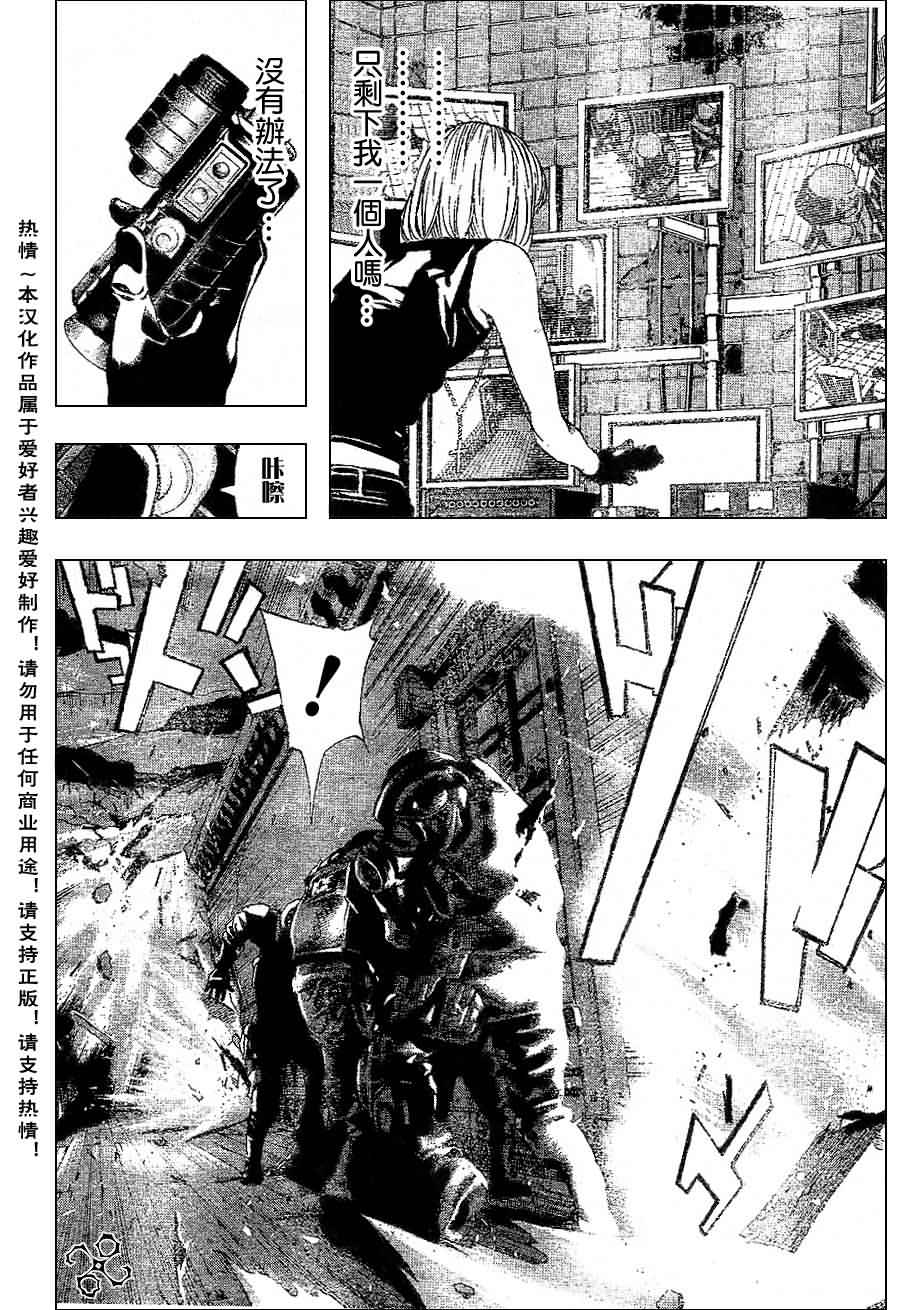 ………………
………………
只剩下我一個人嗎……
沒有辦法了…
咔嚓
！
热情~本汉化作品属于爱好者兴趣爱好制作！请勿用于任何商业用途！请支持正版！请支持热情！